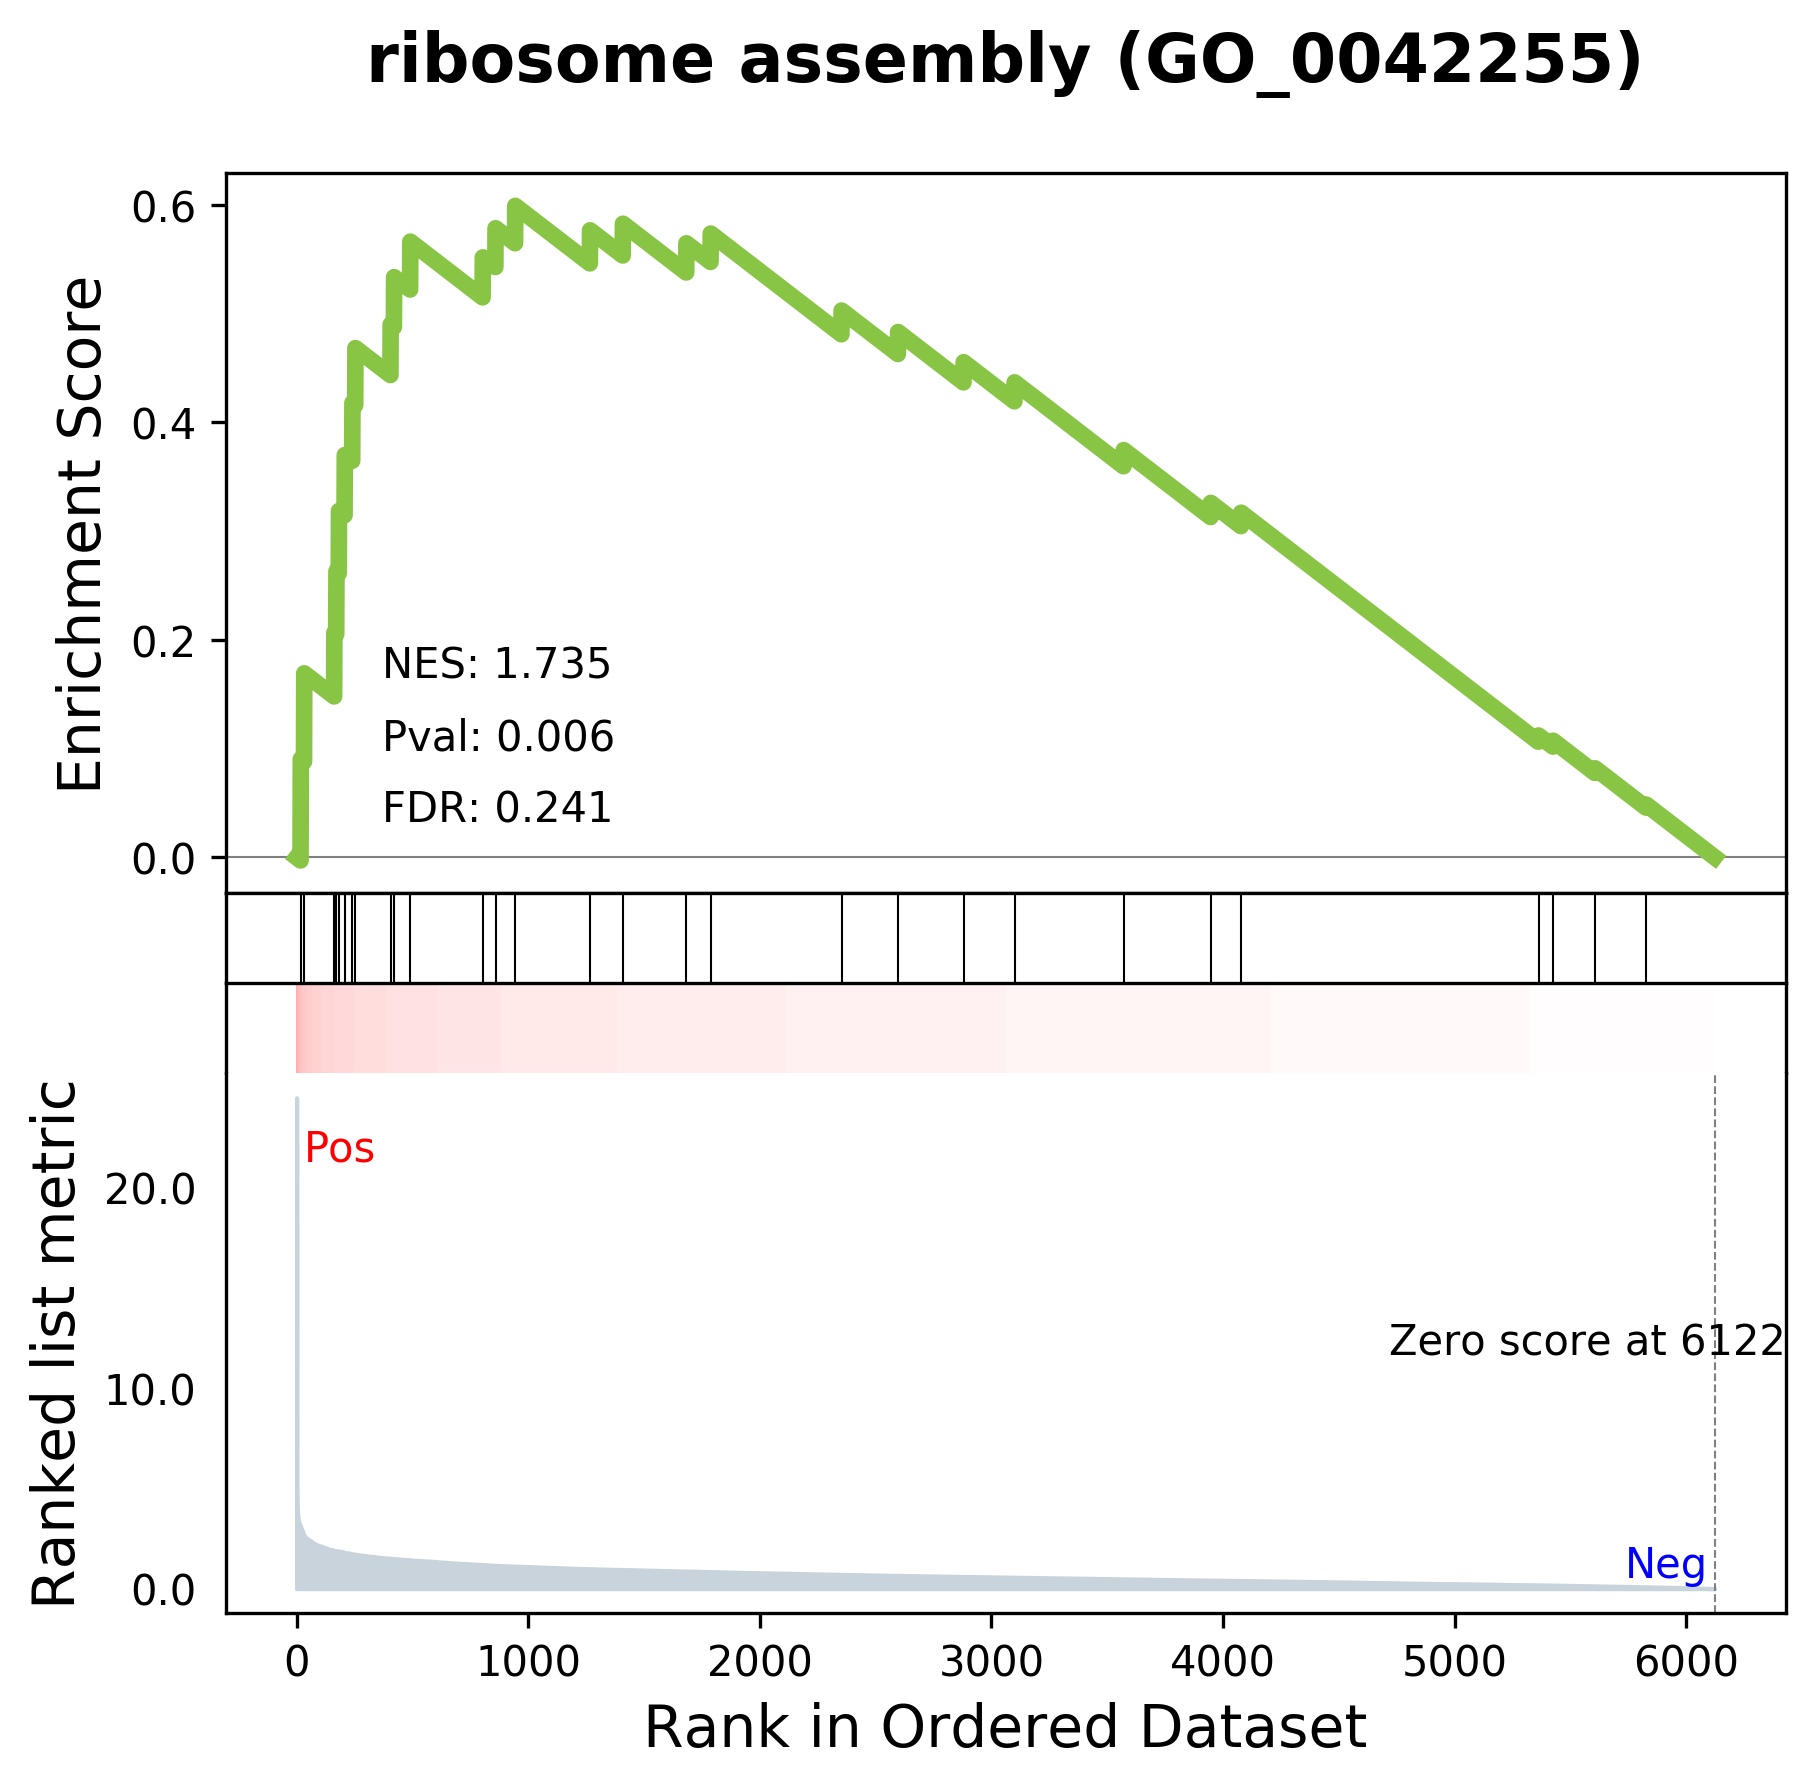 ribosome assembly (GO_0042255)
Enrichment Score
0.6
0.4
0.2
0.0
NES: 1.735
Pval: 0.006
FDR: 0.241
Ranked list metric
20.0
10.0
0.0
Pos
Zero score at 6122
Neg
0 1000 2000 3000 4000 5000 6000
Rank in Ordered Dataset